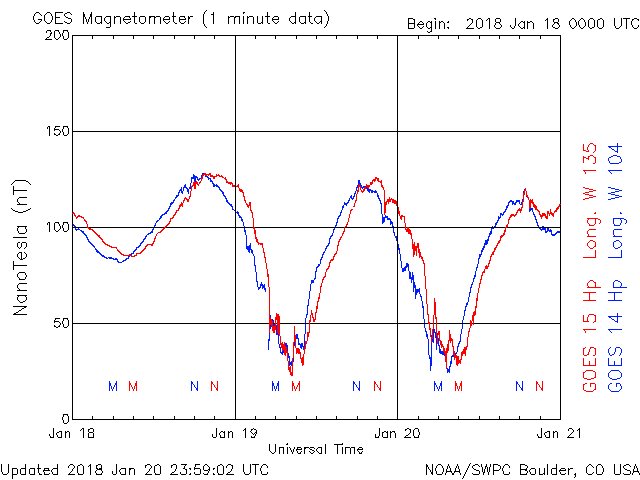 GOES Magnetometer (1 minute data)
Begin: 2018 Jan 18 0000 UTC
200
150
100
50
0
NanoTesla (nT)
M M N N M M N N M M N N
Jan 18 Jan 19 Jan 20 Jan 21
Universal Time
GOES 15 Hp Long. W 135
GOES 14 Hp Long. W 104
Updated 2018 Jan 20 23:59:02 UTC
NOAA/SWPC Boulder, CO USA